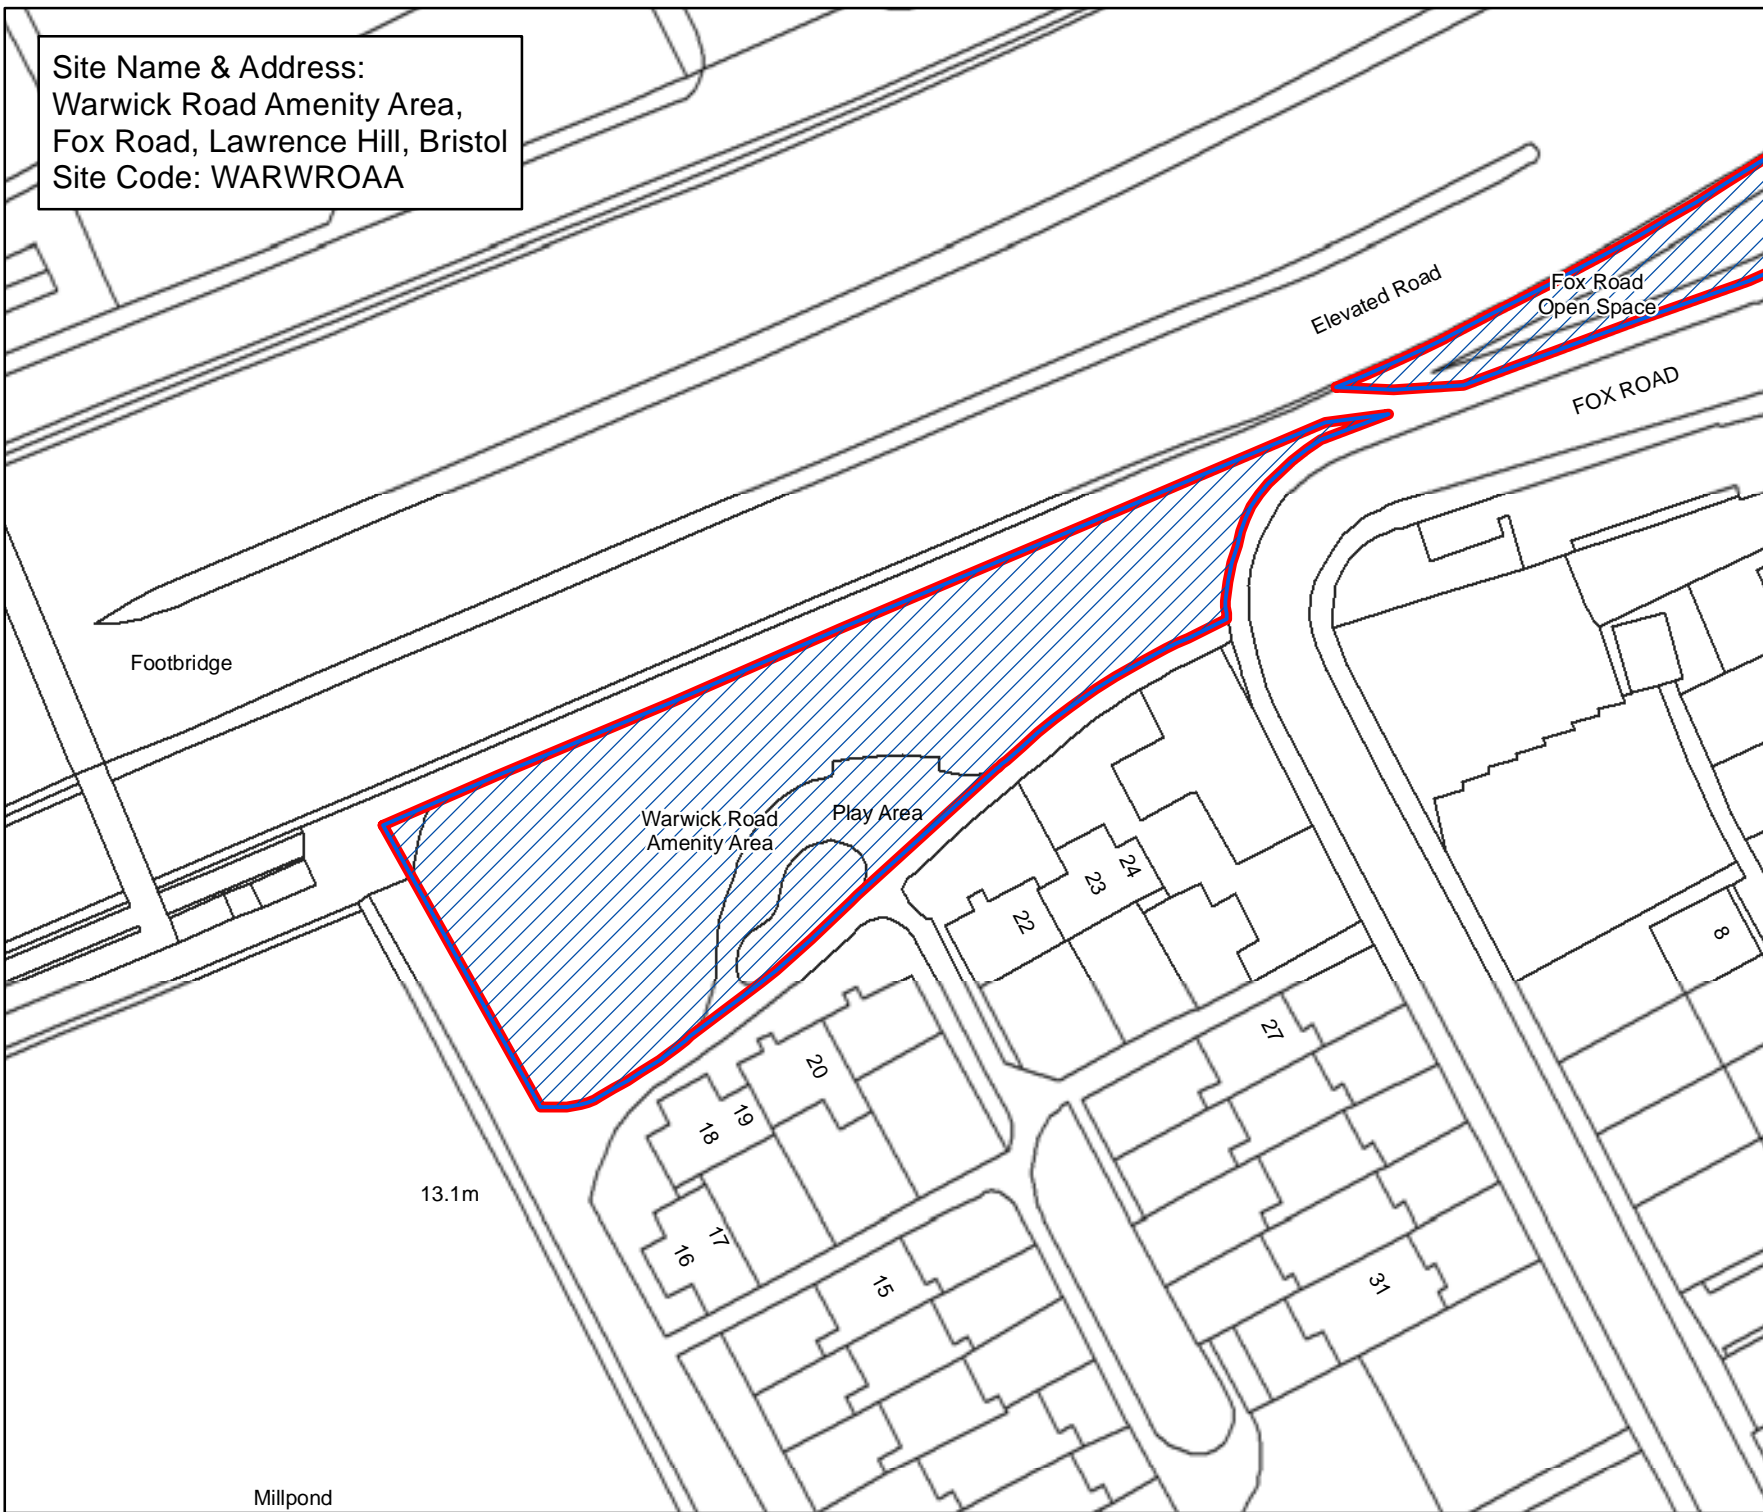 Site Name & Address:
Warwick Road Amenity Area,
Fox Road, Lawrence Hill, Bristol
Site Code: WARWROAA
Elevated Road
Fox Road
Open Space
FOX ROAD
Footbridge
Warwick Road
Amenity Area
Play Area
24
23
22
8
27
20
19
18
13.1m
17
16
15
31
Millpond